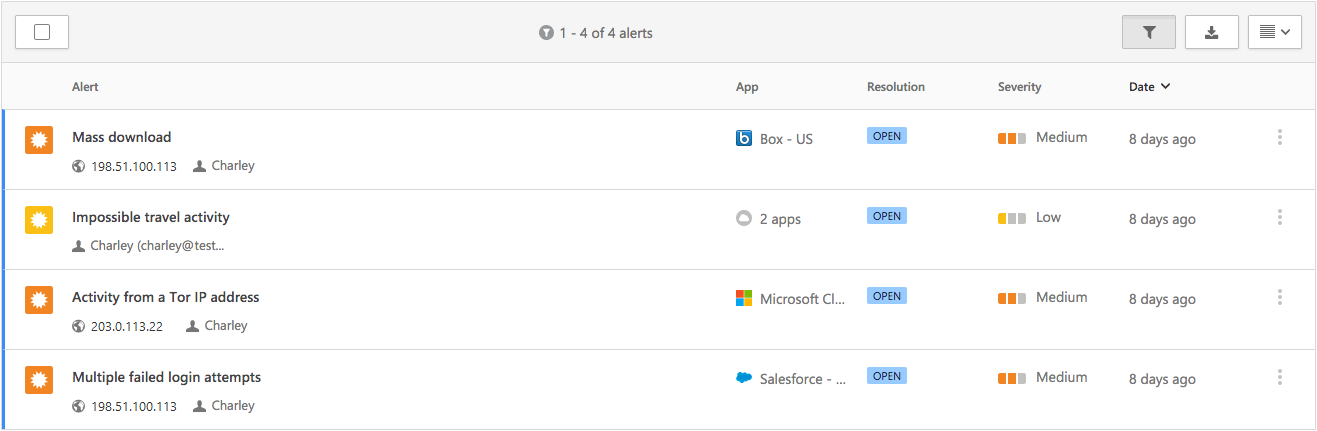 1 - 4 of 4 alerts
Alert App Resolution Severity Date
Mass download Box - US OPEN Medium 8 days ago
198.51.100.113 Charley
Impossible travel activity 2 apps OPEN Low 8 days ago
Charley (charley@test...
Activity from a Tor IP address Microsoft Cl... OPEN Medium 8 days ago
203.0.113.22 Charley
Multiple failed login attempts Salesforce - ... OPEN Medium 8 days ago
198.51.100.113 Charley